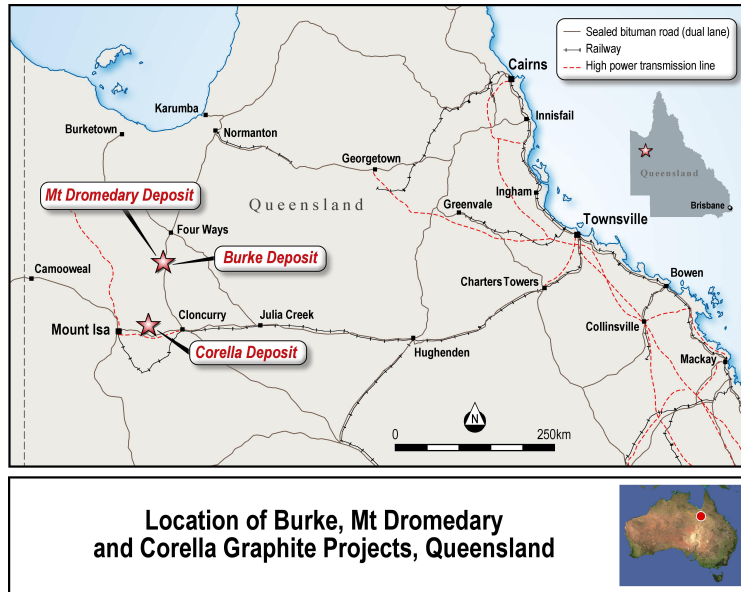 Sealed bituman road (dual lane)
Railway
High power transmission line
Cairns
Karumba
Innisfail
Burketown
Normanton
Georgetown
Queensland
Mt Dromedary Deposit
Ingham
Queensland
Greenvale
Brisbane
Townsville
Four Ways
Burke Deposit
Camooweal
Bowen
Charters Towers
Cloncurry
Julia Creek
Mount Isa
Collinsville
Corella Deposit
Hughenden
Mackay
N
0
250km
Location of Burke, Mt Dromedary
and Corella Graphite Projects, Queensland